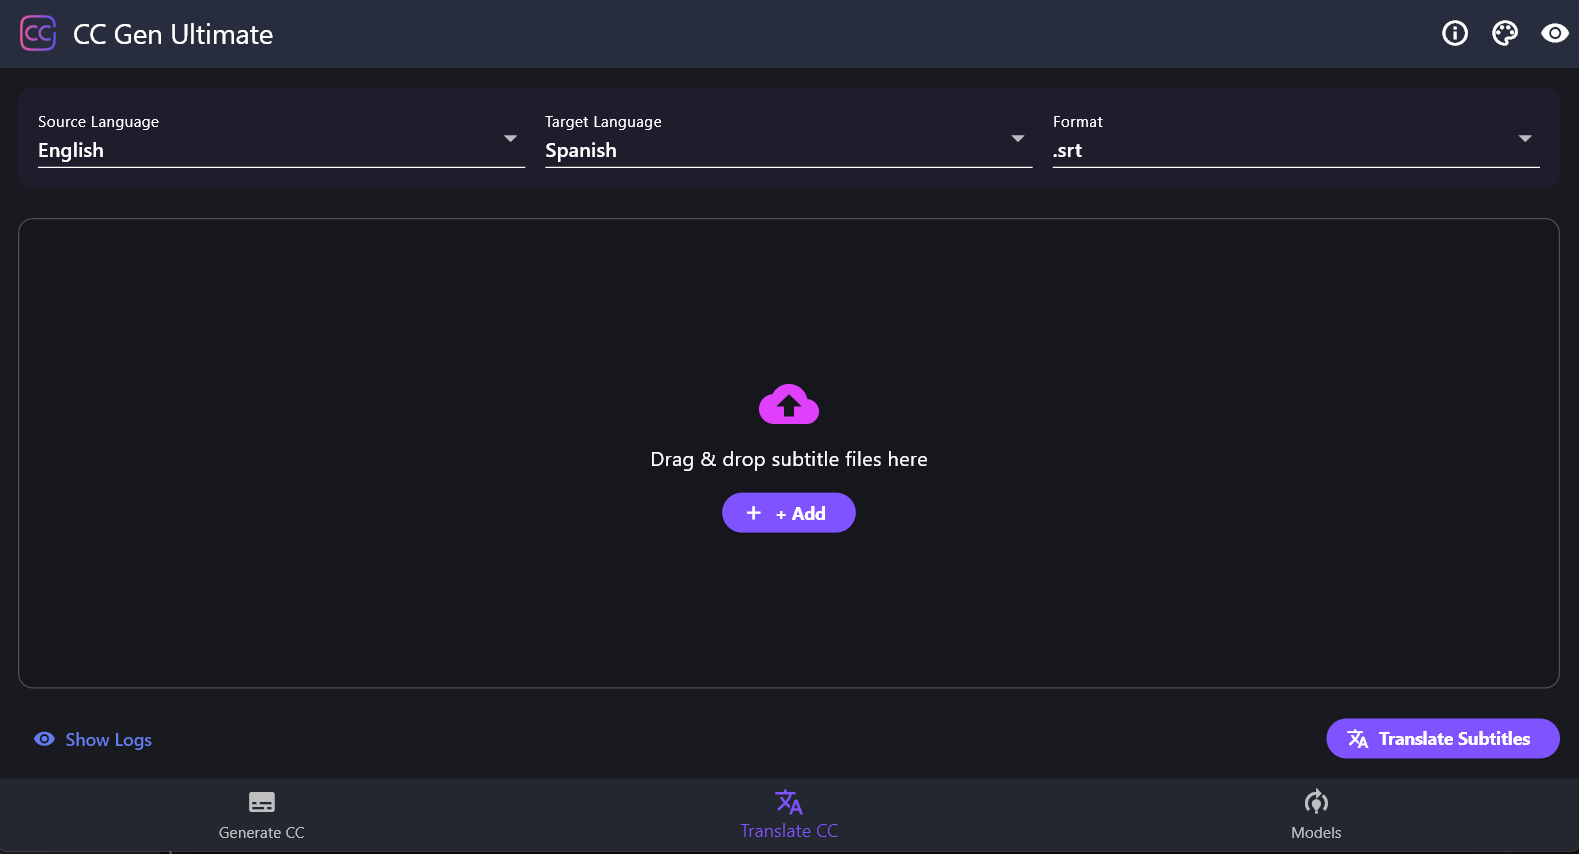 CC CC Gen Ultimate
Source Language
English
Target Language
Spanish
Format
.srt
Drag & drop subtitle files here
+ + Add
Show Logs
Translate Subtitles
Generate CC
Translate CC
Models